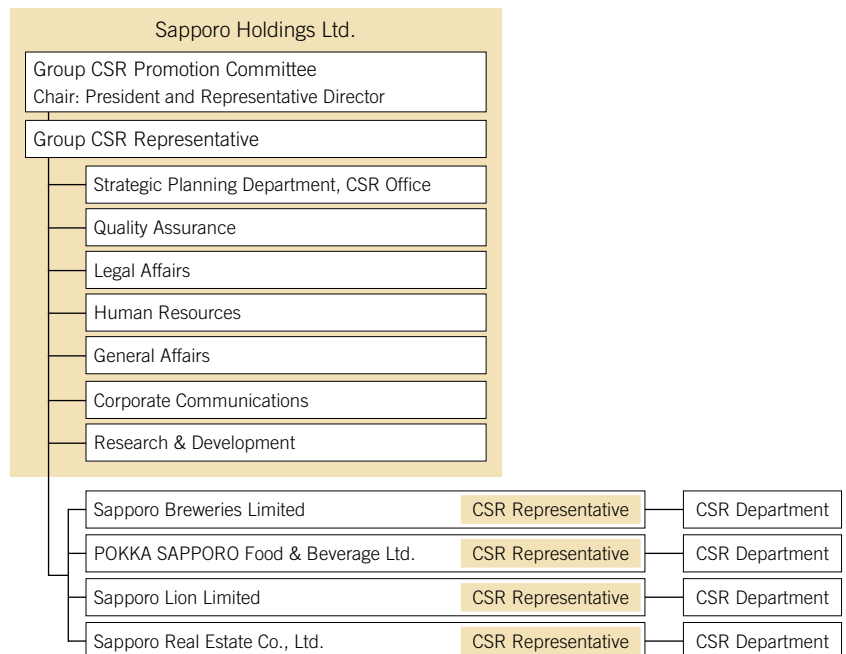 Sapporo Holdings Ltd.
Group CSR Promotion Committee
Chair: President and Representative Director
Group CSR Representative
Strategic Planning Department, CSR Office
Quality Assurance
Legal Affairs
Human Resources
General Affairs
Corporate Communications
Research & Development
Sapporo Breweries Limited CSR Representative CSR Department
POKKA SAPPORO Food & Beverage Ltd. CSR Representative CSR Department
Sapporo Lion Limited CSR Representative CSR Department
Sapporo Real Estate Co., Ltd. CSR Representative CSR Department